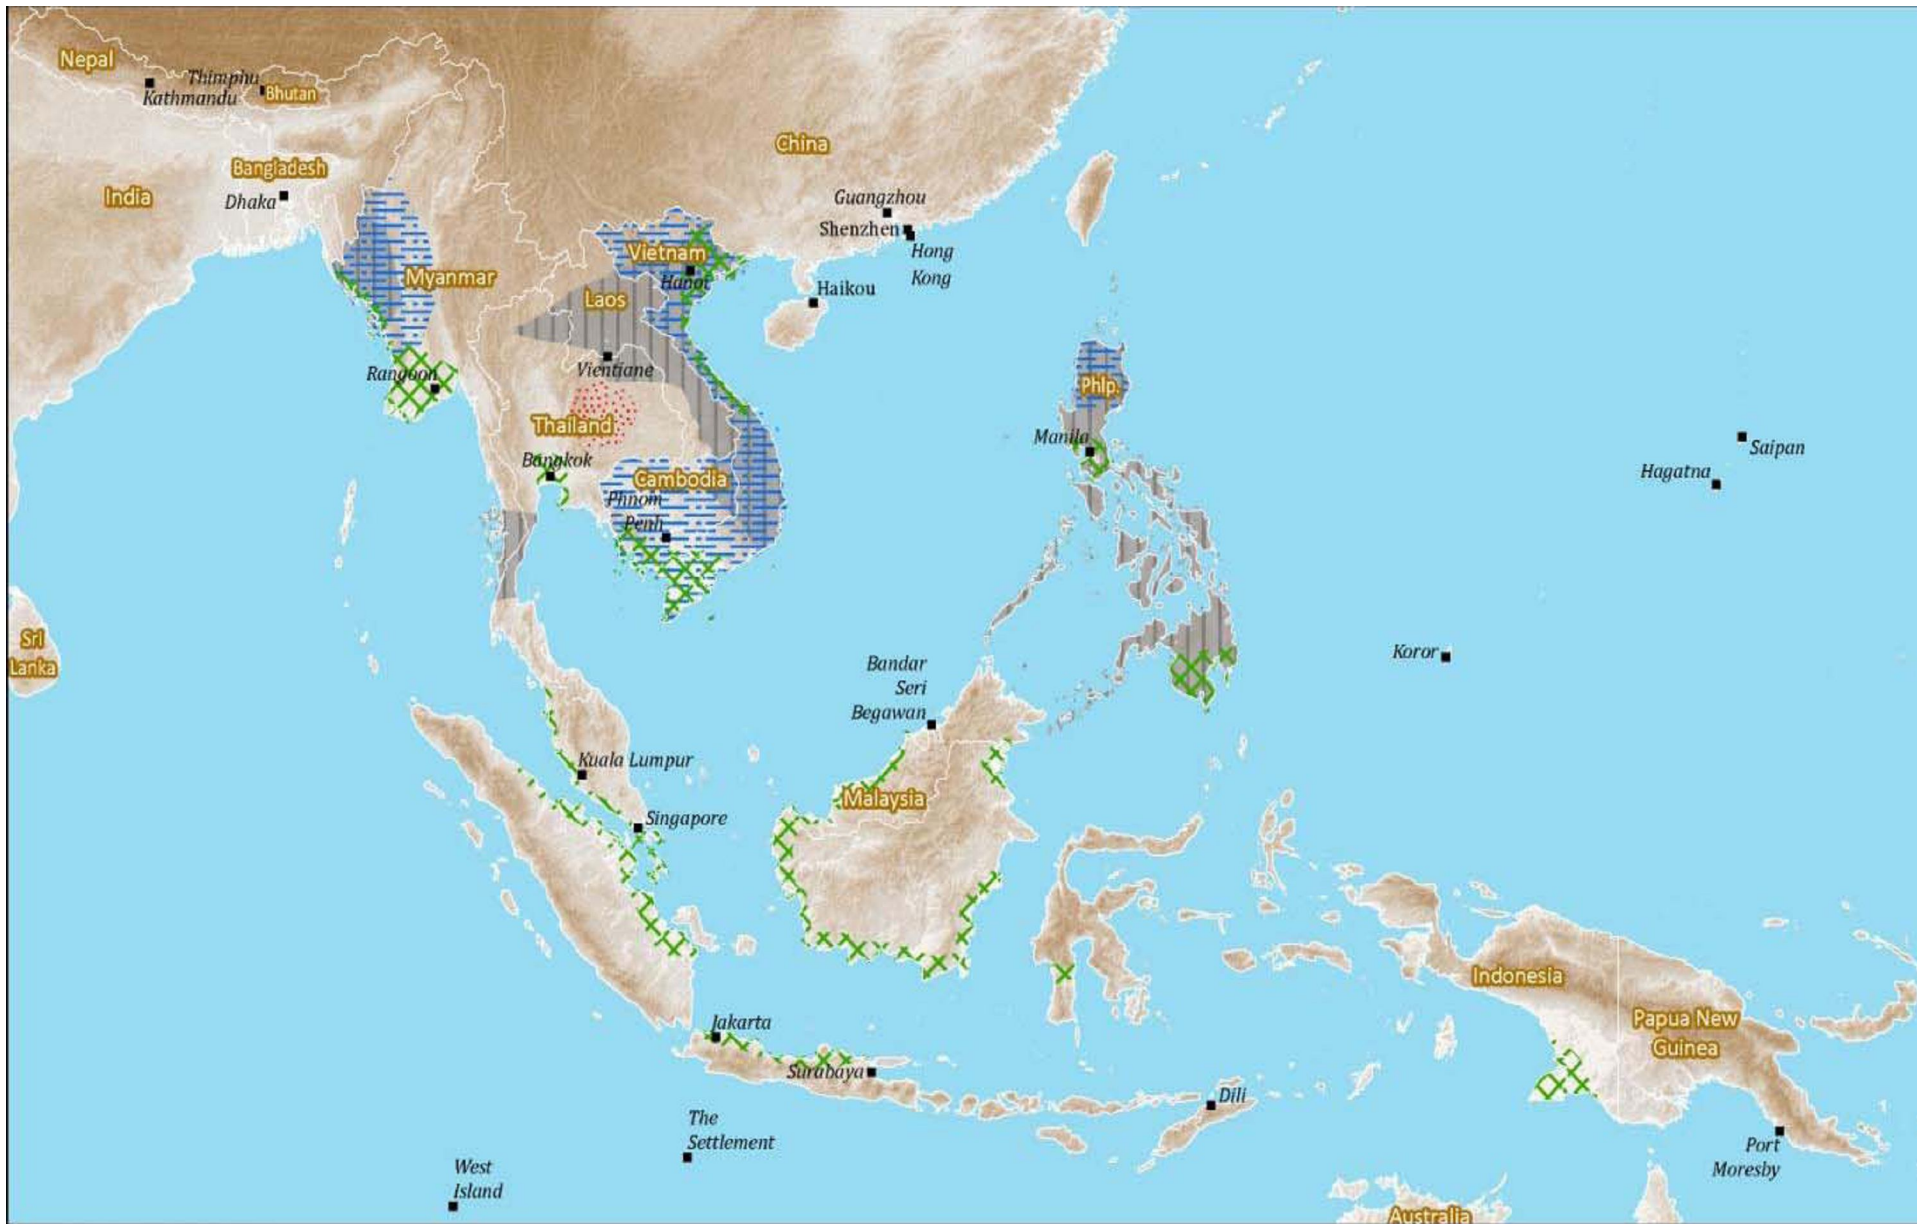 Nepal
Thimphu
Kathmandu
Bhutan
China
Bangladesh
India
Dhaka
Guangzhou
Shenzhen
Hong
Kong
Vietnam
Myanmar
Hanoi
Haikou
Laos
Rangoon
Vientiane
Phlp.
Thailand
Manila
Saipan
Bangkok
Hagatna
Cambodia
Phnom
Penh
Sri
Lanka
Koror
Bandar
Seri
Begawan
Kuala Lumpur
Malaysia
Singapore
Indonesia
Jakarta
Papua New
Guinea
Surabaya
Dili
The
Settlement
Port
Moresby
West
Island
Australia